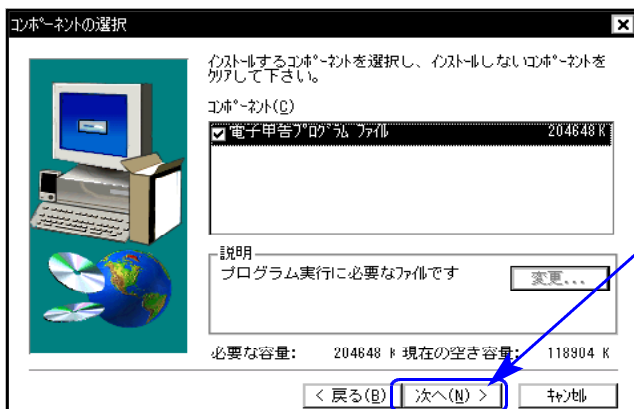 コンポーネントの選択
インストールするコンポーネントを選択し、インストールしないコンポーネントを
クリアして下さい。
コンポーネント(C)
電子申告プログラム ファイル 204648 K
説明
プログラム実行に必要なファイルです
変更...
必要な容量: 204648 K 現在の空き容量: 118904 K
< 戻る(B) 次へ(N) > キャンセル